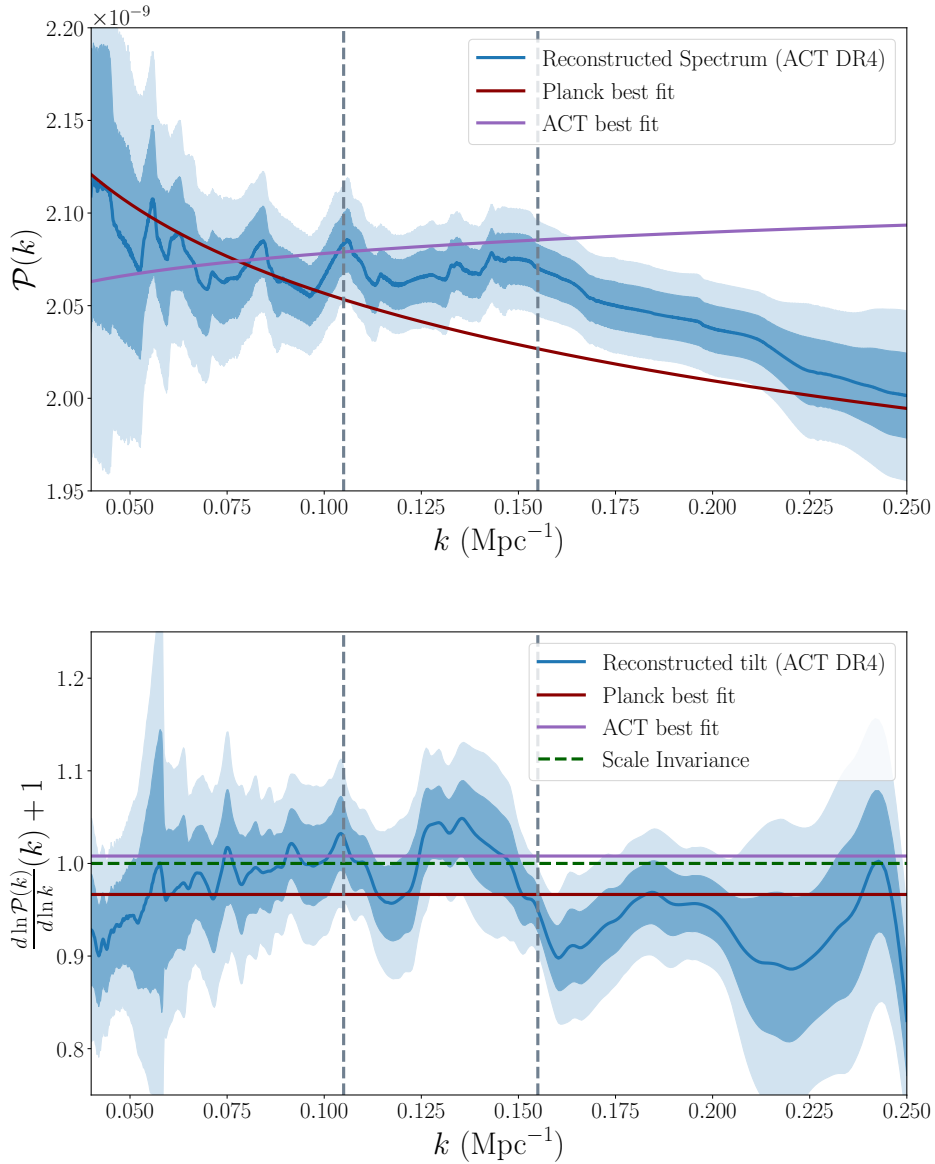 ×10⁻⁹
2.20
2.15
2.10
2.05
2.00
1.95
P(k)
Reconstructed Spectrum (ACT DR4)
Planck best fit
ACT best fit
0.050 0.075 0.100 0.125 0.150 0.175 0.200 0.225 0.250
k (Mpc⁻¹)
1.2
1.1
1.0
0.9
0.8
d ln P(k) / d ln k (k) + 1
Reconstructed tilt (ACT DR4)
Planck best fit
ACT best fit
Scale Invariance
0.050 0.075 0.100 0.125 0.150 0.175 0.200 0.225 0.250
k (Mpc⁻¹)